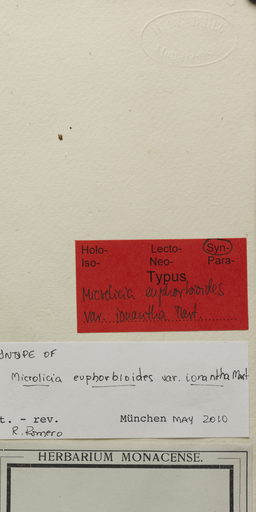 Holo- Lecto- Syn-
Iso- Neo- Para-
Typus
Microlicia euphorbioides
var. ionantha Mart.
YNTYPE OF
Microlicia euphorbioides var. ionantha Mart
t. - rev. München MAY 2010
R. Romero
HERBARIUM MONACENSE.